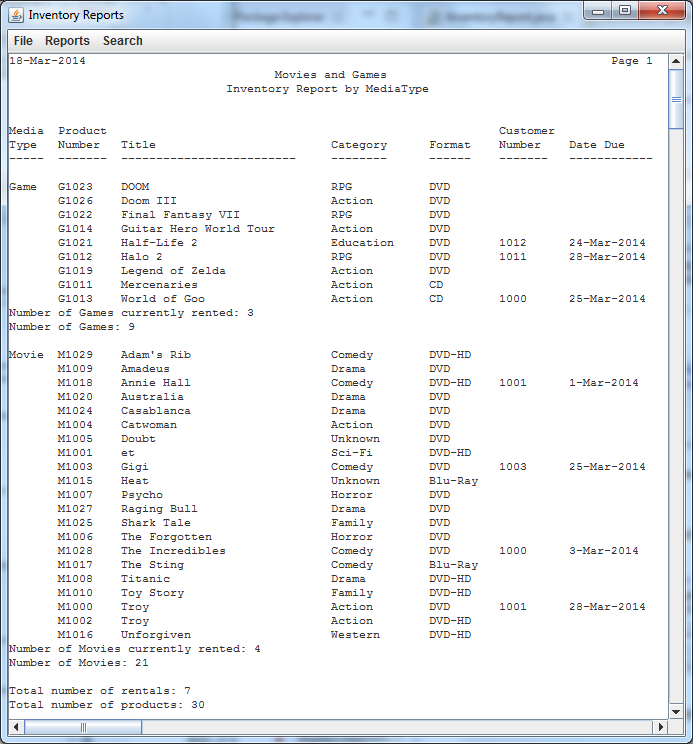 Inventory Reports
File Reports Search
18-Mar-2014 Page 1
Movies and Games
Inventory Report by MediaType
Media Product Customer
Type Number Title Category Format Number Date Due
----- ------- ------------------------- -------- ------ ------- ------------
Game G1023 DOOM RPG DVD
G1026 Doom III Action DVD
G1022 Final Fantasy VII RPG DVD
G1014 Guitar Hero World Tour Action DVD
G1021 Half-Life 2 Education DVD 1012 24-Mar-2014
G1012 Halo 2 RPG DVD 1011 28-Mar-2014
G1019 Legend of Zelda Action DVD
G1011 Mercenaries Action CD
G1013 World of Goo Action CD 1000 25-Mar-2014
Number of Games currently rented: 3
Number of Games: 9
Movie M1029 Adam's Rib Comedy DVD-HD
M1009 Amadeus Drama DVD
M1018 Annie Hall Comedy DVD-HD 1001 1-Mar-2014
M1020 Australia Drama DVD
M1024 Casablanca Drama DVD
M1004 Catwoman Action DVD
M1005 Doubt Unknown DVD
M1001 et Sci-Fi DVD-HD
M1003 Gigi Comedy DVD 1003 25-Mar-2014
M1015 Heat Unknown Blu-Ray
M1007 Psycho Horror DVD
M1027 Raging Bull Drama DVD
M1025 Shark Tale Family DVD
M1006 The Forgotten Horror DVD
M1028 The Incredibles Comedy DVD 1000 3-Mar-2014
M1017 The Sting Comedy Blu-Ray
M1008 Titanic Drama DVD-HD
M1010 Toy Story Family DVD-HD
M1000 Troy Action DVD 1001 28-Mar-2014
M1002 Troy Action DVD-HD
M1016 Unforgiven Western DVD-HD
Number of Movies currently rented: 4
Number of Movies: 21
Total number of rentals: 7
Total number of products: 30